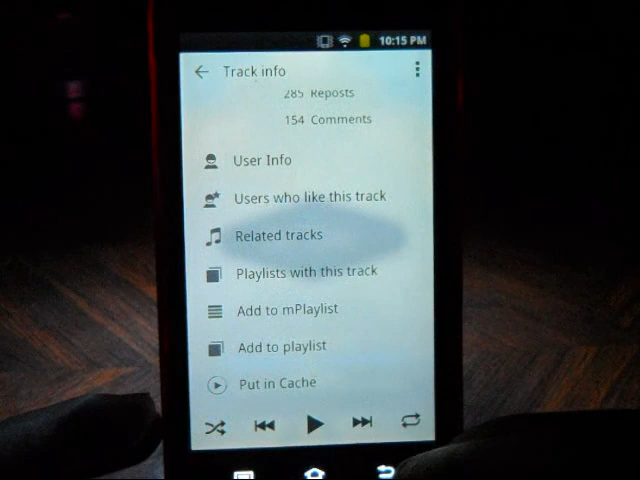 10:15 PM
Track info
285 Reposts
154 Comments
User Info
Users who like this track
Related tracks
Playlists with this track
Add to mPlaylist
Add to playlist
Put in Cache